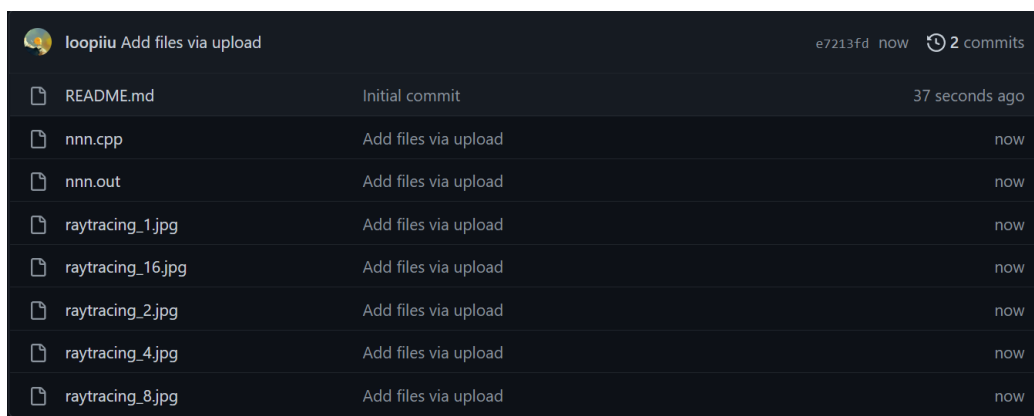 loopiiu Add files via upload e7213fd now 2 commits
README.md Initial commit 37 seconds ago
nnn.cpp Add files via upload now
nnn.out Add files via upload now
raytracing_1.jpg Add files via upload now
raytracing_16.jpg Add files via upload now
raytracing_2.jpg Add files via upload now
raytracing_4.jpg Add files via upload now
raytracing_8.jpg Add files via upload now